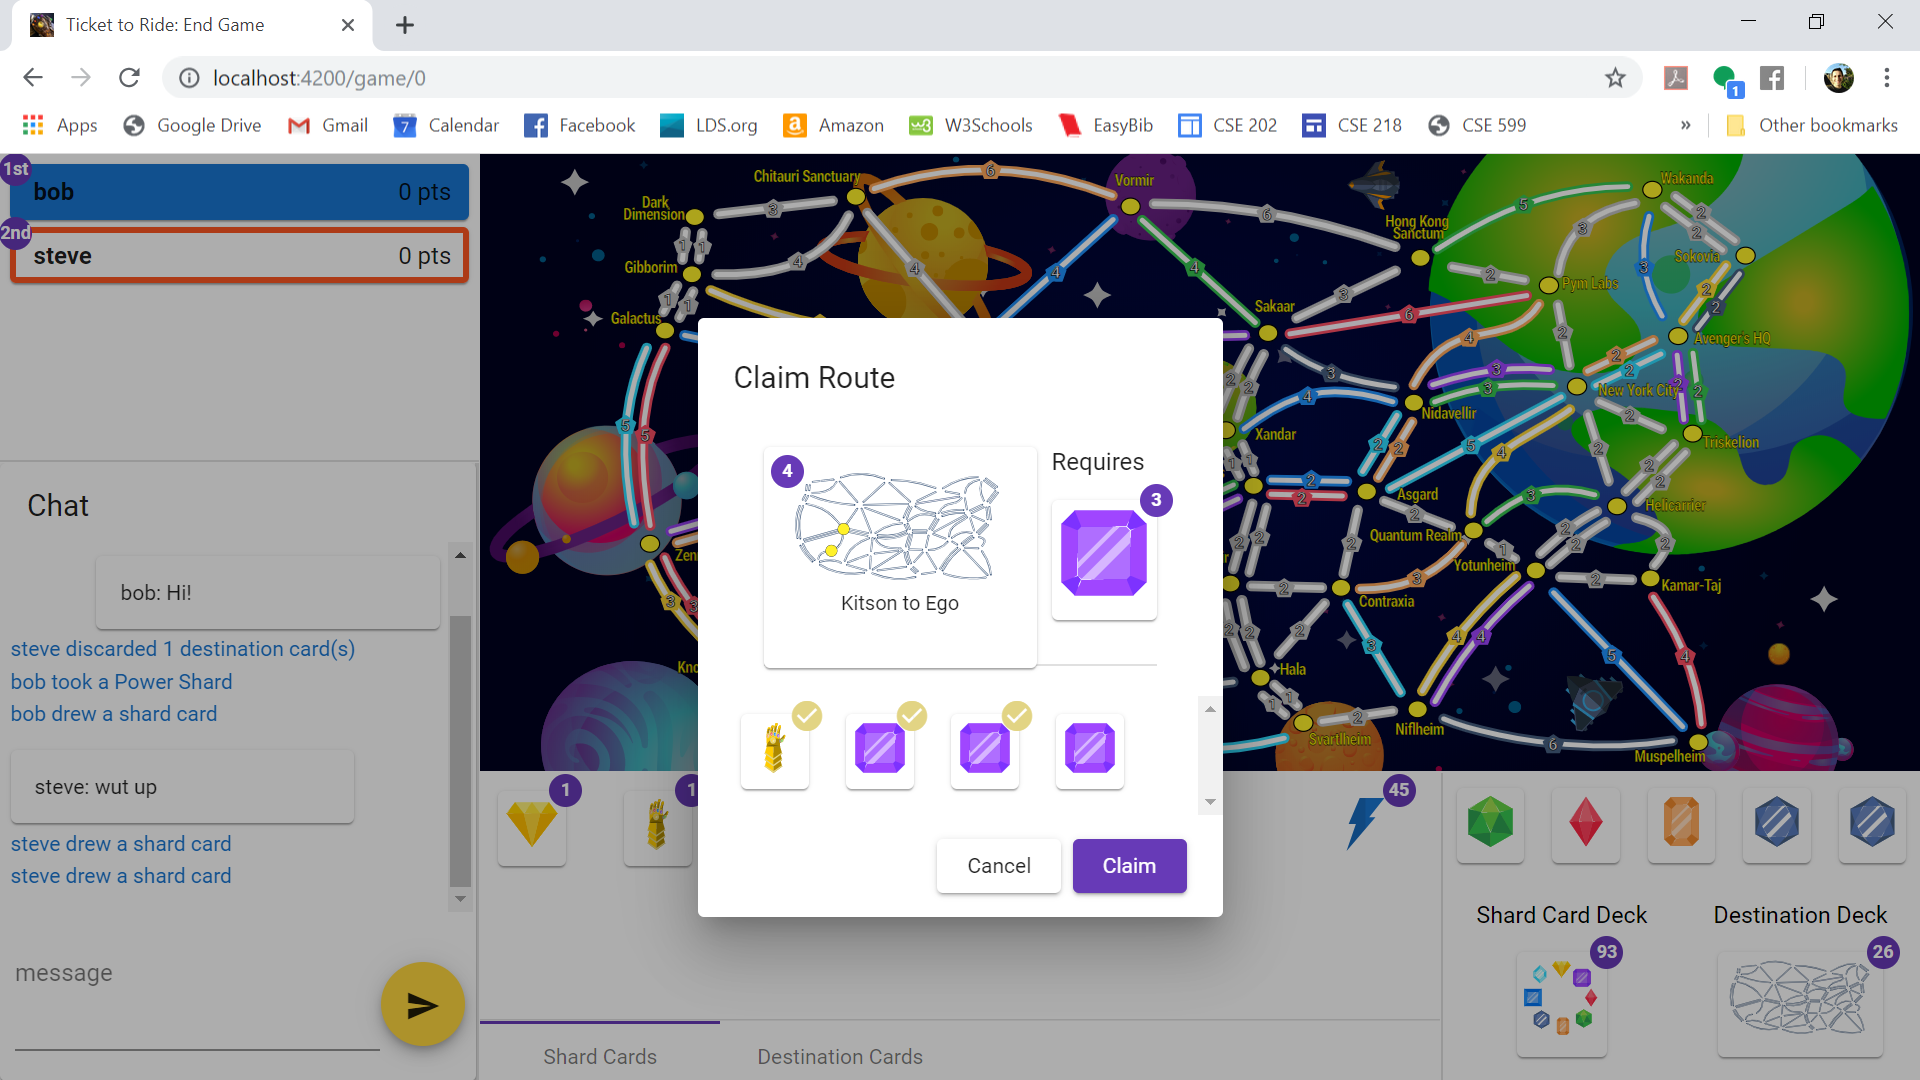 Ticket to Ride: End Game
localhost:4200/game/0
1
Apps
Google Drive
Gmail
7
Calendar
Facebook
LDS.org
Amazon
W3Schools
EasyBib
CSE 202
CSE 218
CSE 599
»
Other bookmarks
1st
bob
0 pts
2nd
steve
0 pts
Chat
bob: Hi!
steve discarded 1 destination card(s)
bob took a Power Shard
bob drew a shard card
steve: wut up
steve drew a shard card
steve drew a shard card
message
Chitauri Sanctuary
Vormir
Wakanda
Dark
Dimension
Hong Kong
Sanctum
Gibborim
Sokovia
Pym Labs
Galactus
Sakaar
Avenger's HQ
New York City
Nidavellir
Xandar
Triskelion
Asgard
Helicarrier
Quantum Realm
Zen
Yotunheim
Kamar-Taj
Contraxia
Kno
Hala
Niflheim
Svartlheim
Muspelheim
Claim Route
4
Kitson to Ego
Requires
3
Cancel
Claim
1
1
45
Shard Card Deck
93
Destination Deck
26
Shard Cards
Destination Cards